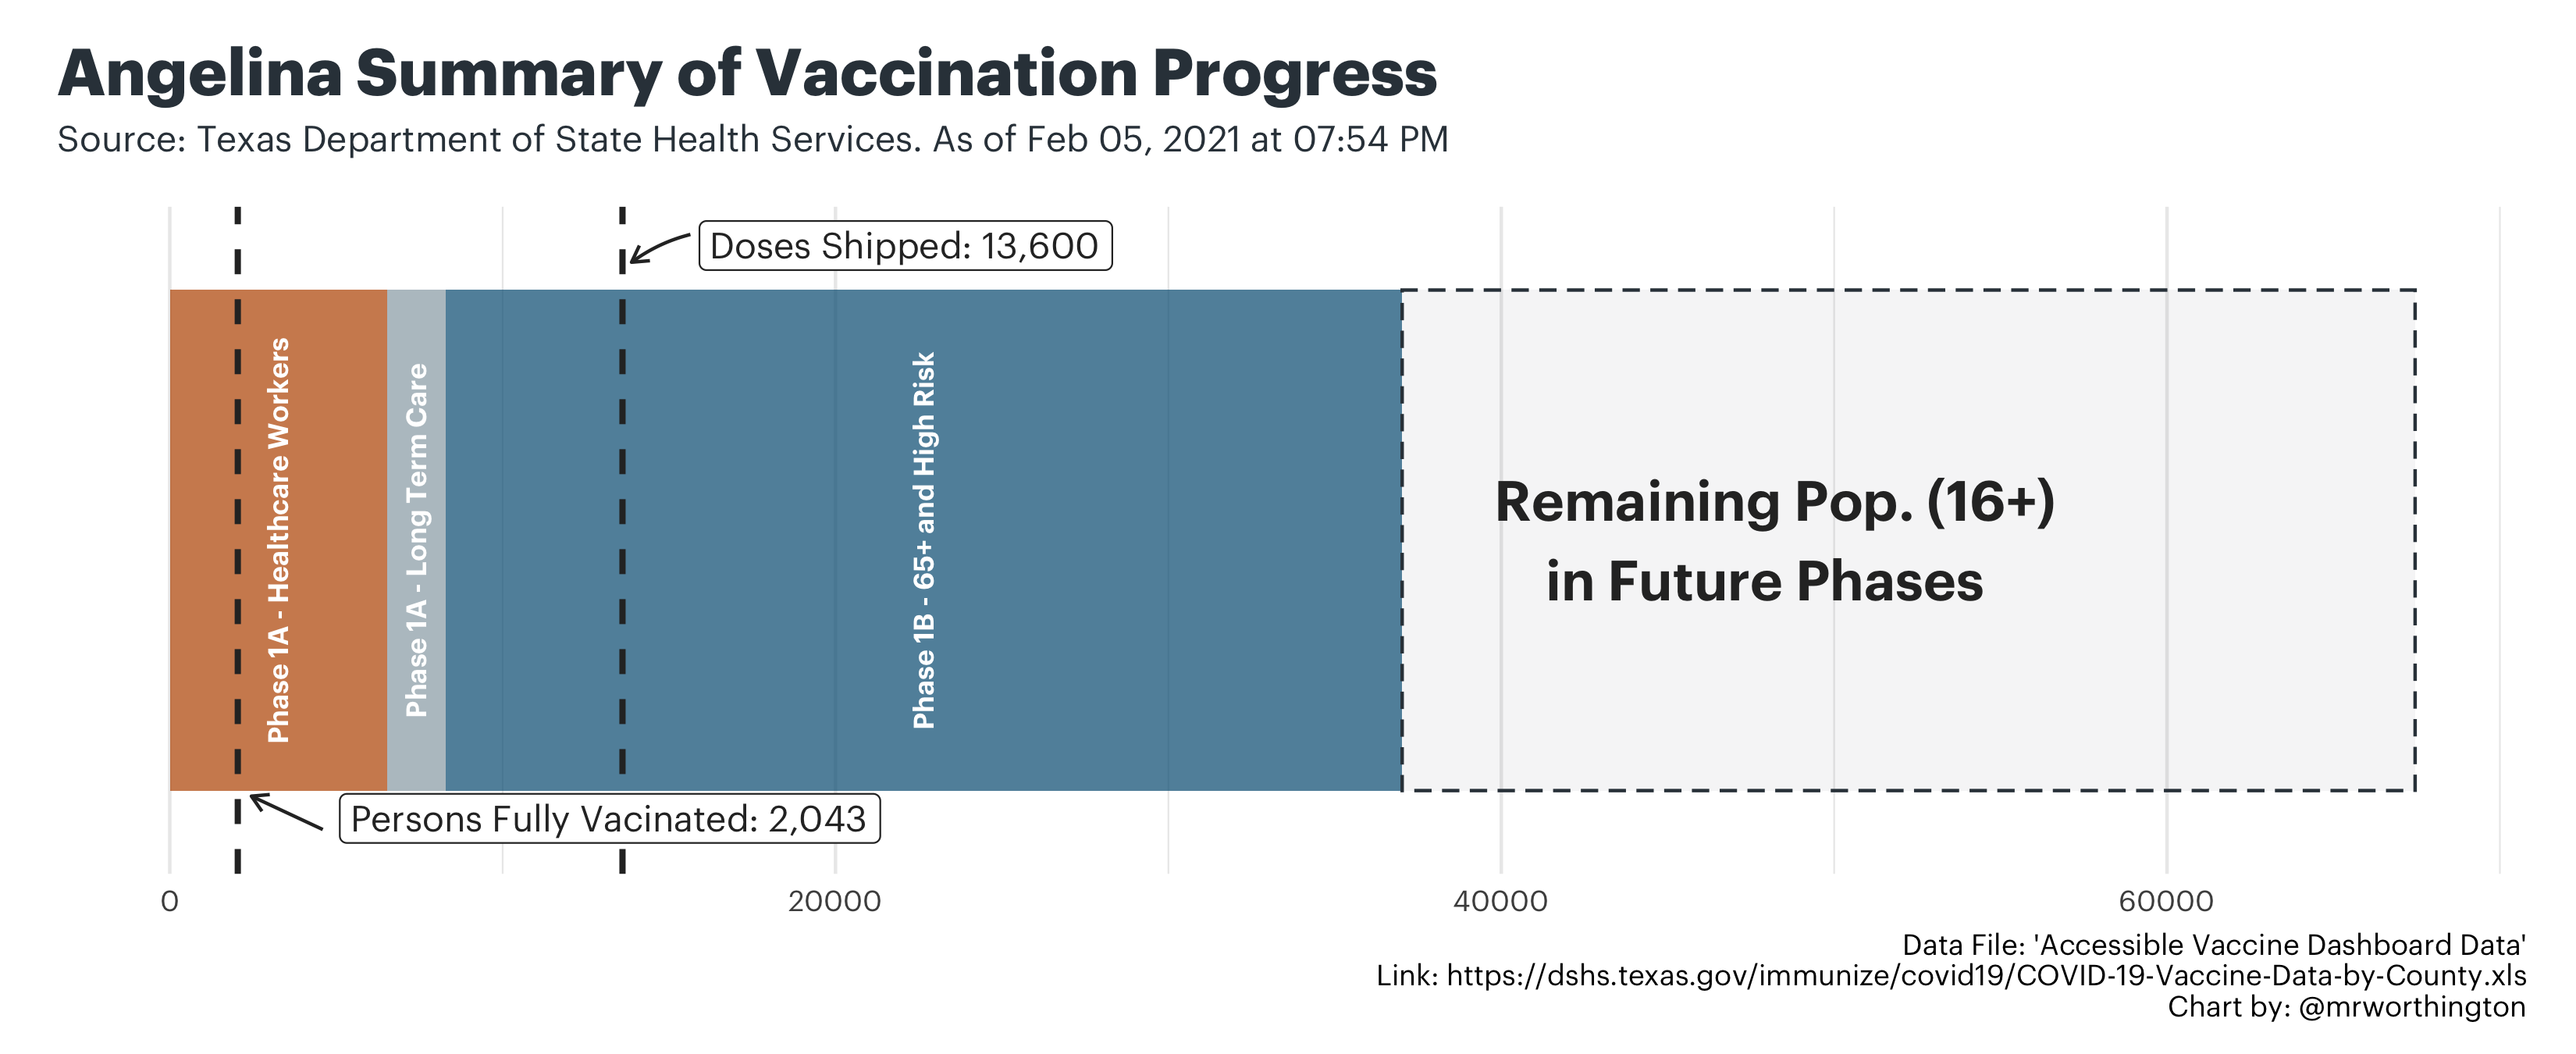 Angelina Summary of Vaccination Progress
Source: Texas Department of State Health Services. As of Feb 05, 2021 at 07:54 PM
Doses Shipped: 13,600
Phase 1A - Healthcare Workers
Phase 1A - Long Term Care
Phase 1B - 65+ and High Risk
Remaining Pop. (16+)
in Future Phases
Persons Fully Vacinated: 2,043
0
20000
40000
60000
Data File: 'Accessible Vaccine Dashboard Data'
Link: https://dshs.texas.gov/immunize/covid19/COVID-19-Vaccine-Data-by-County.xls
Chart by: @mrworthington